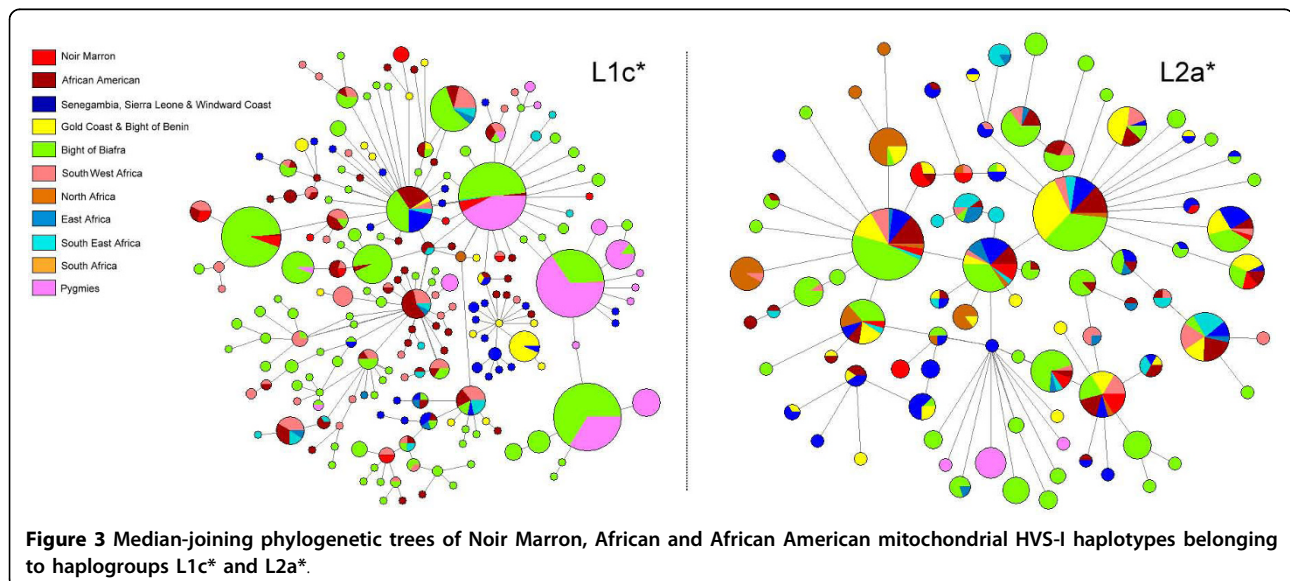 L1c*
L2a*
Noir Marron
African American
Senegambia, Sierra Leone & Windward Coast
Gold Coast & Bight of Benin
Bight of Biafra
South West Africa
North Africa
East Africa
South East Africa
South Africa
Pygmies
Figure 3 Median-joining phylogenetic trees of Noir Marron, African and African American mitochondrial HVS-I haplotypes belonging
to haplogroups L1c* and L2a*.